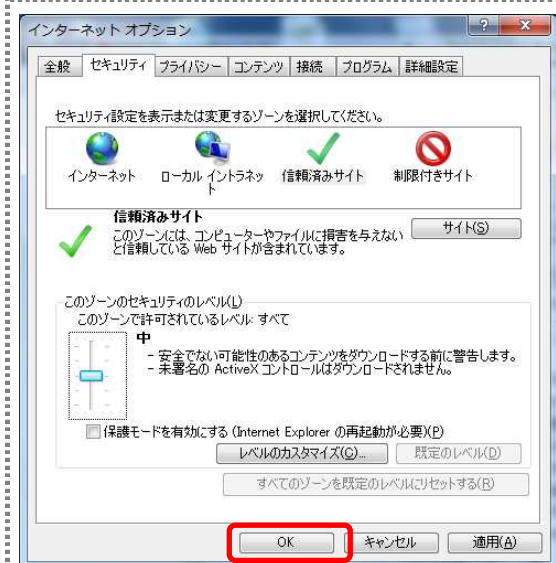 インターネット オプション
全般 セキュリティ プライバシー コンテンツ 接続 プログラム 詳細設定
セキュリティ設定を表示または変更するゾーンを選択してください。
インターネット ローカル イントラネッ 信頼済みサイト 制限付きサイト
ト
信頼済みサイト
このゾーンには、コンピューターやファイルに損害を与えない サイト(S)
と信頼している Web サイトが含まれています。
このゾーンのセキュリティのレベル(L)
このゾーンで許可されているレベル: すべて
中
- 安全でない可能性のあるコンテンツをダウンロードする前に警告します。
- 未署名の ActiveX コントロールはダウンロードされません。
保護モードを有効にする (Internet Explorer の再起動が必要)(P)
レベルのカスタマイズ(C)... 既定のレベル(D)
すべてのゾーンを既定のレベルにリセットする(R)
OK キャンセル 適用(A)